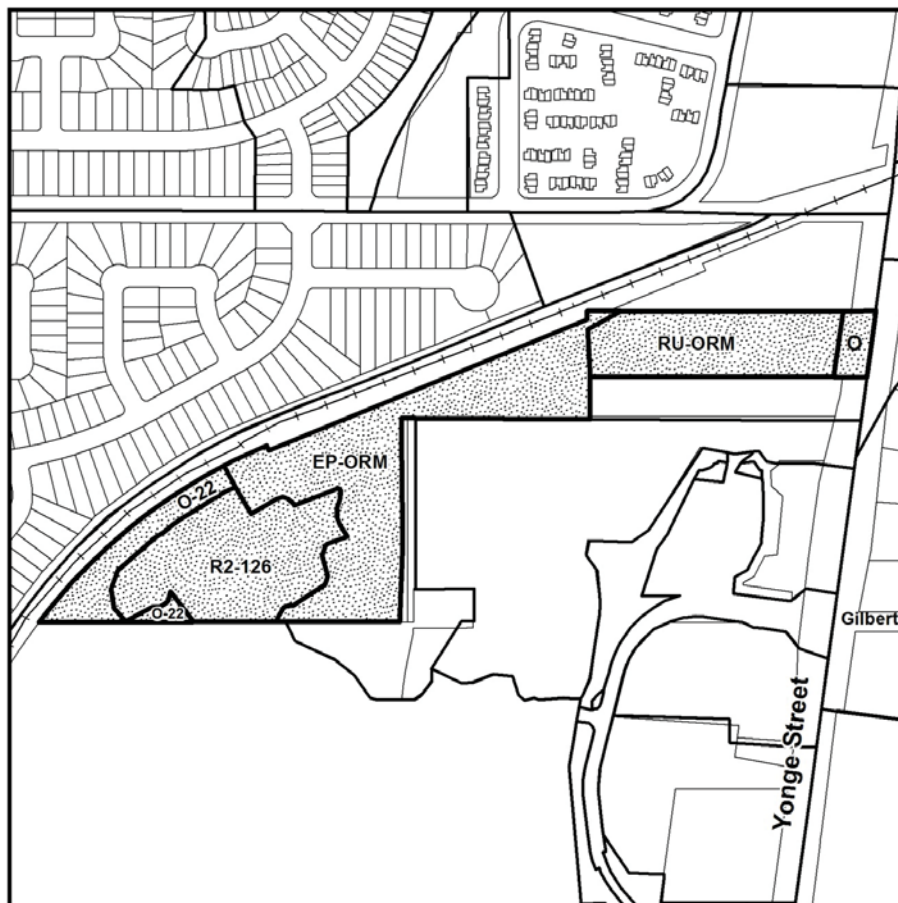 RU-ORM
O
EP-ORM
O-22
R2-126
O-22
Gilbert
Yonge Street